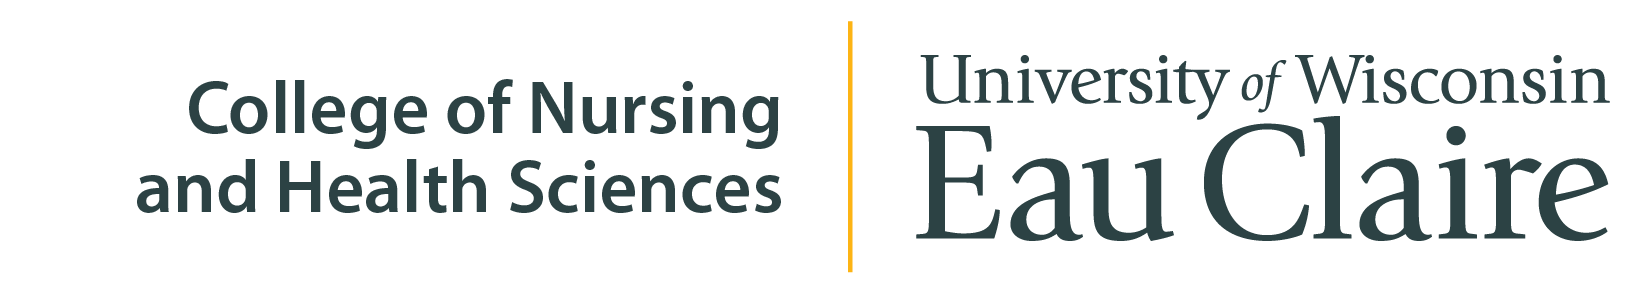 College of Nursing
and Health Sciences
University of Wisconsin
Eau Claire